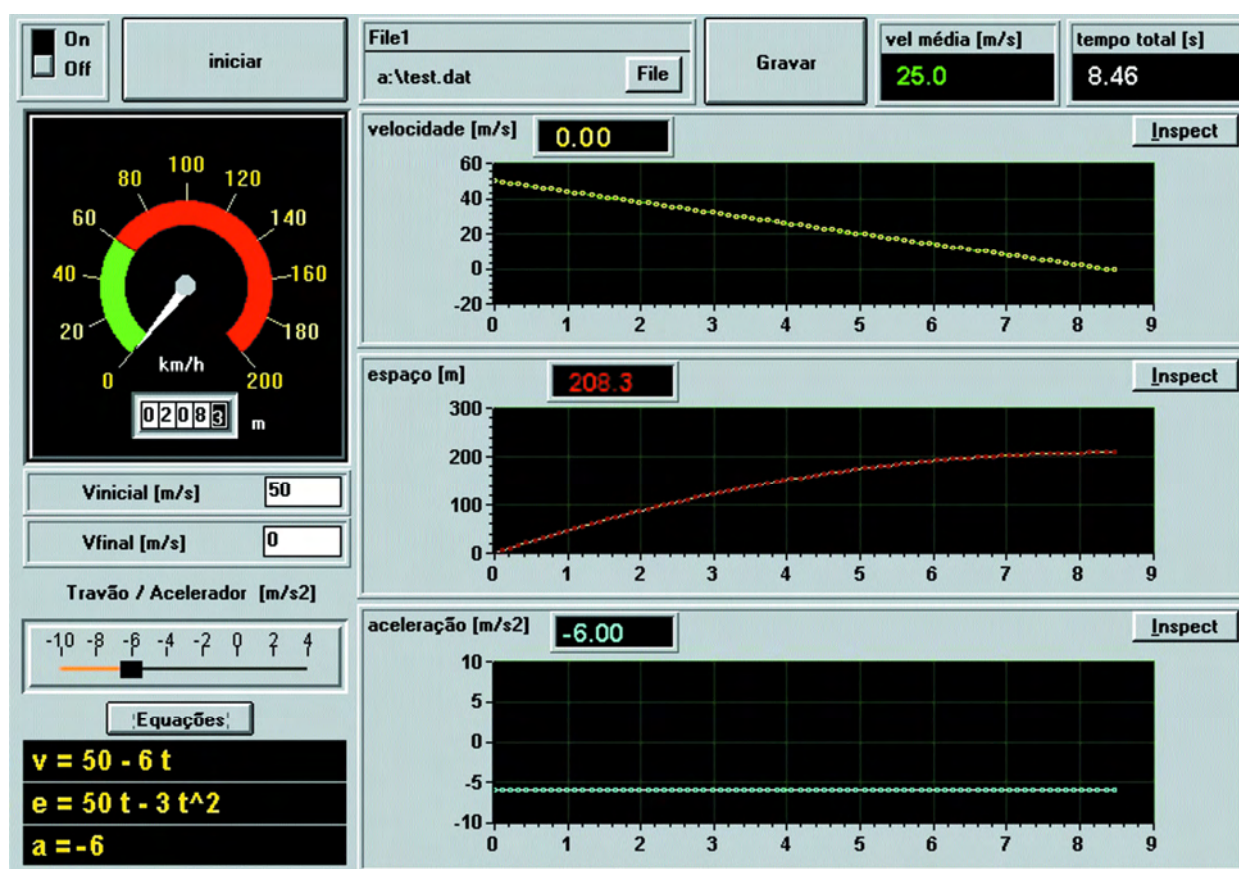 On
Off
iniciar
File1
a:\test.dat
File
Gravar
vel média [m/s]
25.0
tempo total [s]
8.46
100
80 120
60 140
40 160
20 180
0 km/h 200
02083 m
Vinicial [m/s] 50
Vfinal [m/s] 0
Travão / Acelerador [m/s2]
-10 -8 -6 -4 -2 0 2 4
Equações
v = 50 - 6 t
e = 50 t - 3 t^2
a = -6
velocidade [m/s] 0.00 Inspect
60
40
20
0
-20
0 1 2 3 4 5 6 7 8 9
espaço [m] 208.3 Inspect
300
200
100
0
0 1 2 3 4 5 6 7 8 9
aceleração [m/s2] -6.00 Inspect
10
5
0
-5
-10
0 1 2 3 4 5 6 7 8 9